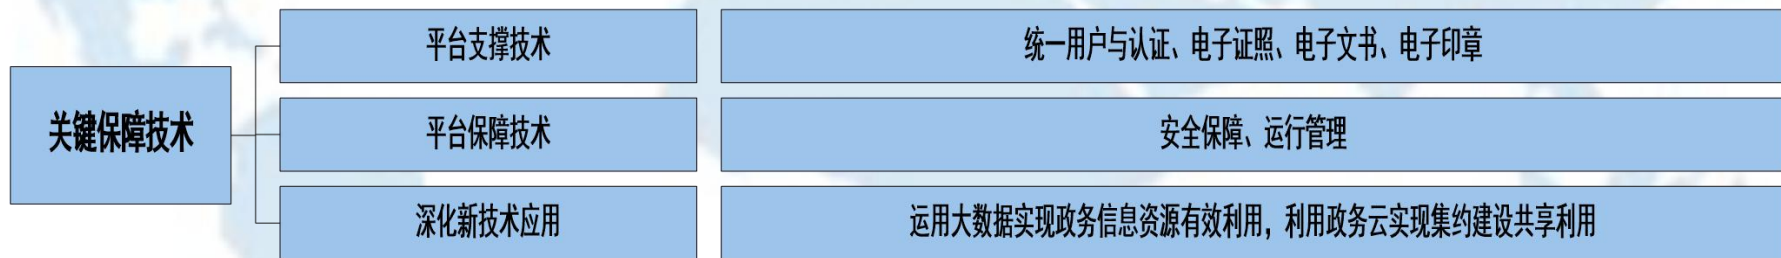 关键保障技术
平台支撑技术
统一用户与认证、电子证照、电子文书、电子印章
平台保障技术
安全保障、运行管理
深化新技术应用
运用大数据实现政务信息资源有效利用，利用政务云实现集约建设共享利用